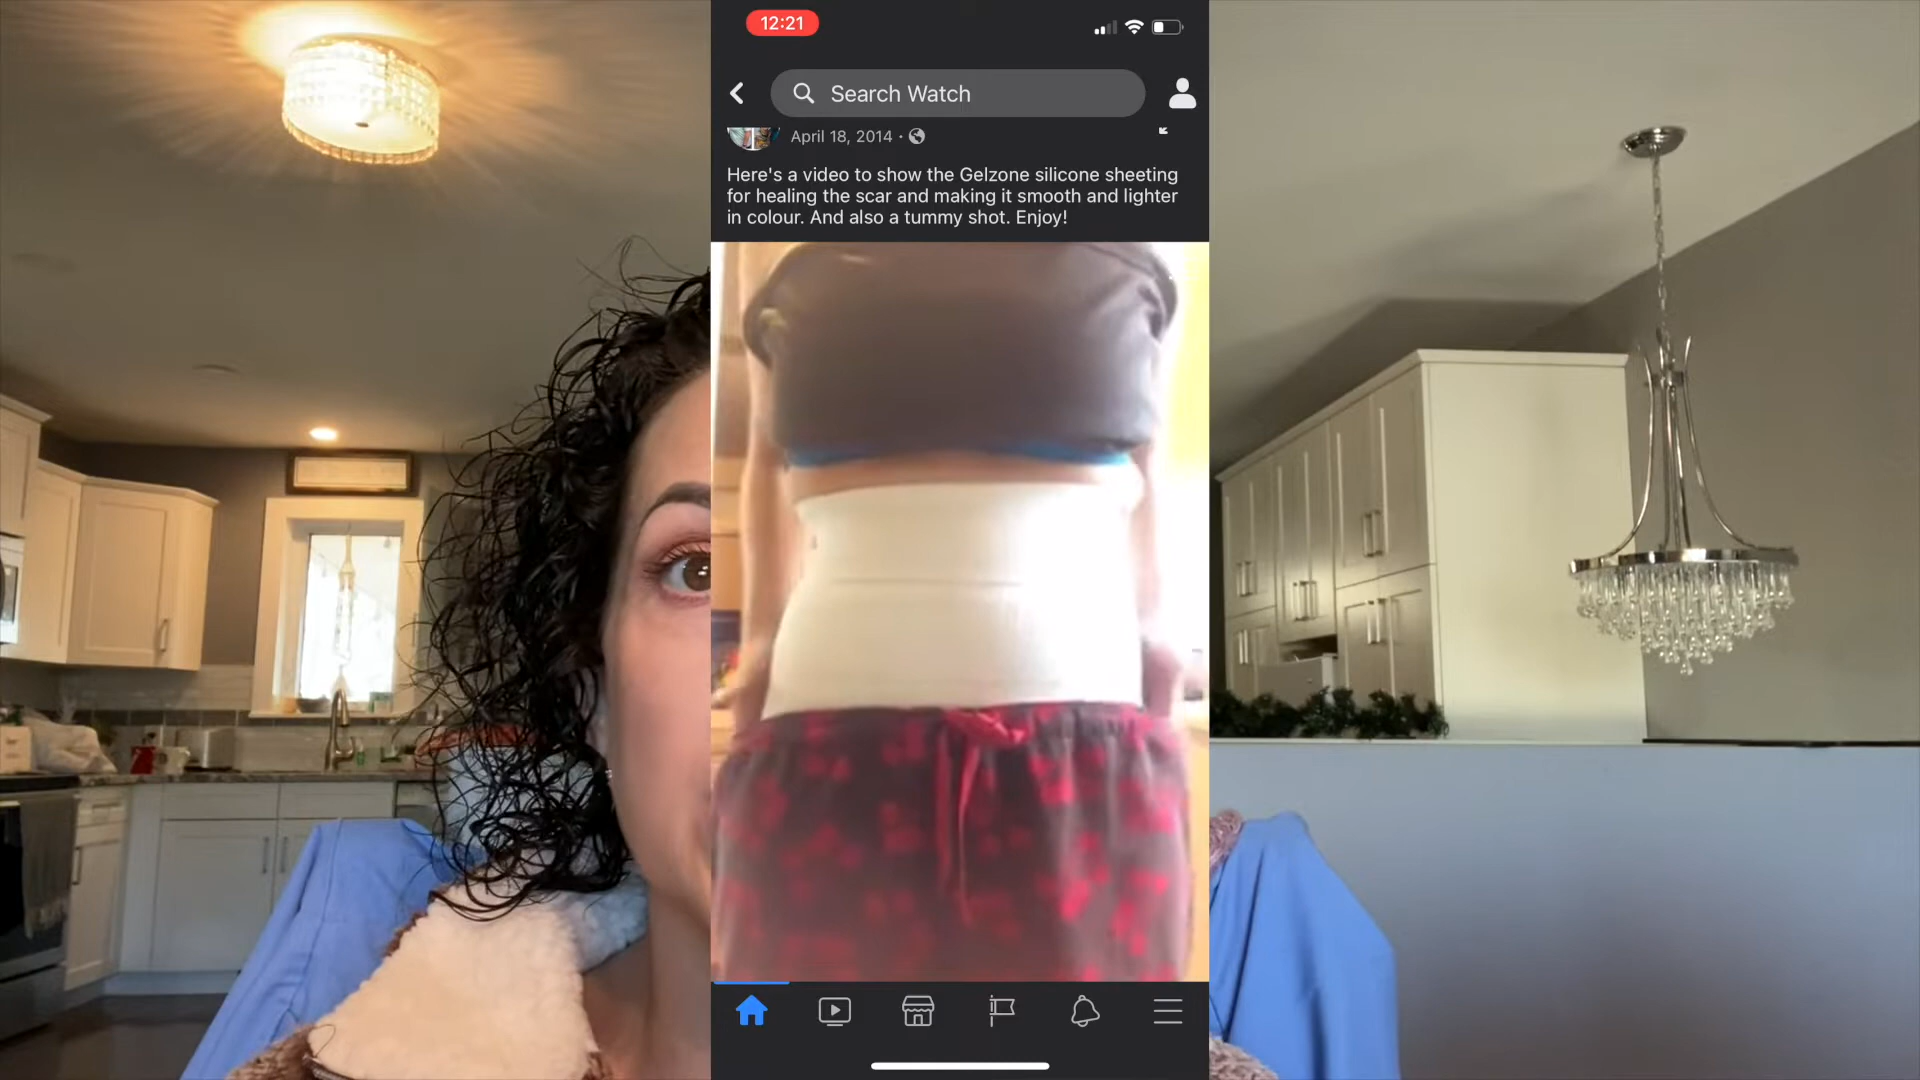 12:21
Search Watch
April 18, 2014 ·
Here's a video to show the Gelzone silicone sheeting
for healing the scar and making it smooth and lighter
in colour. And also a tummy shot. Enjoy!